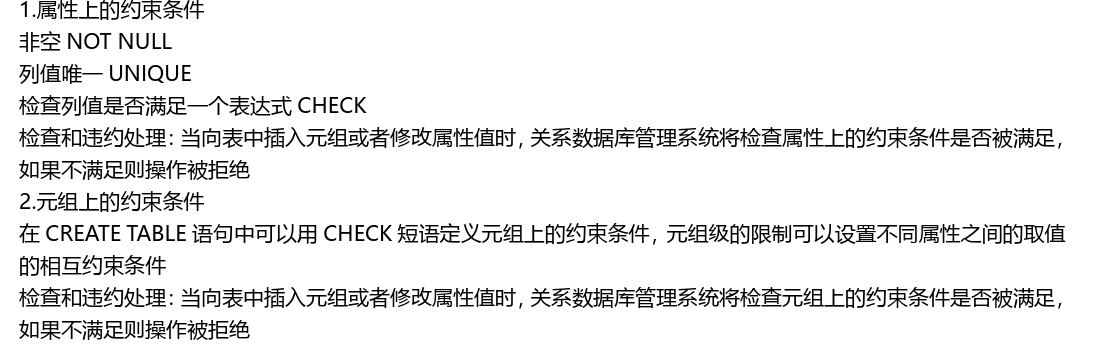 1.属性上的约束条件
非空 NOT NULL
列值唯一 UNIQUE
检查列值是否满足一个表达式 CHECK
检查和违约处理：当向表中插入元组或者修改属性值时，关系数据库管理系统将检查属性上的约束条件是否被满足，
如果不满足则操作被拒绝
2.元组上的约束条件
在 CREATE TABLE 语句中可以用 CHECK 短语定义元组上的约束条件，元组级的限制可以设置不同属性之间的取值
的相互约束条件
检查和违约处理：当向表中插入元组或者修改属性值时，关系数据库管理系统将检查元组上的约束条件是否被满足，
如果不满足则操作被拒绝